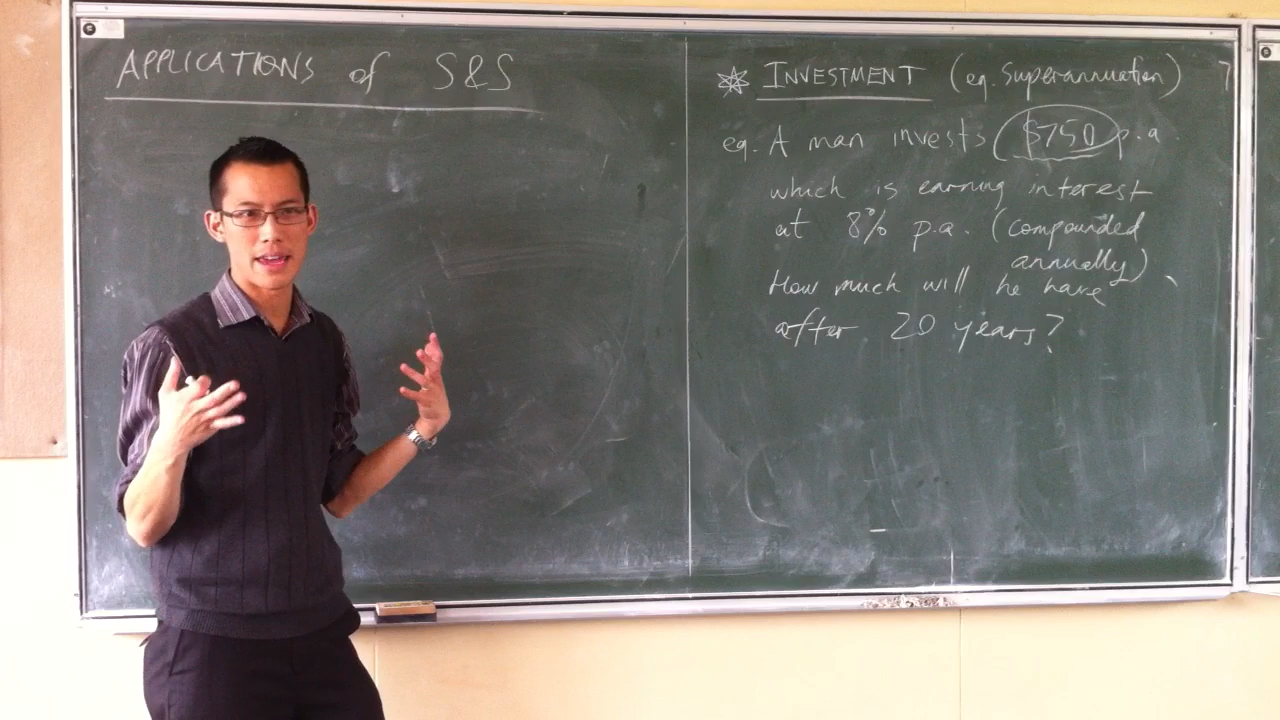 APPLICATIONS of S&S
* INVESTMENT (eg. Superannuation)
eg. A man invests $750 p.a
which is earning interest
at 8% p.a. (compounded
annually)
How much will he have
after 20 years?